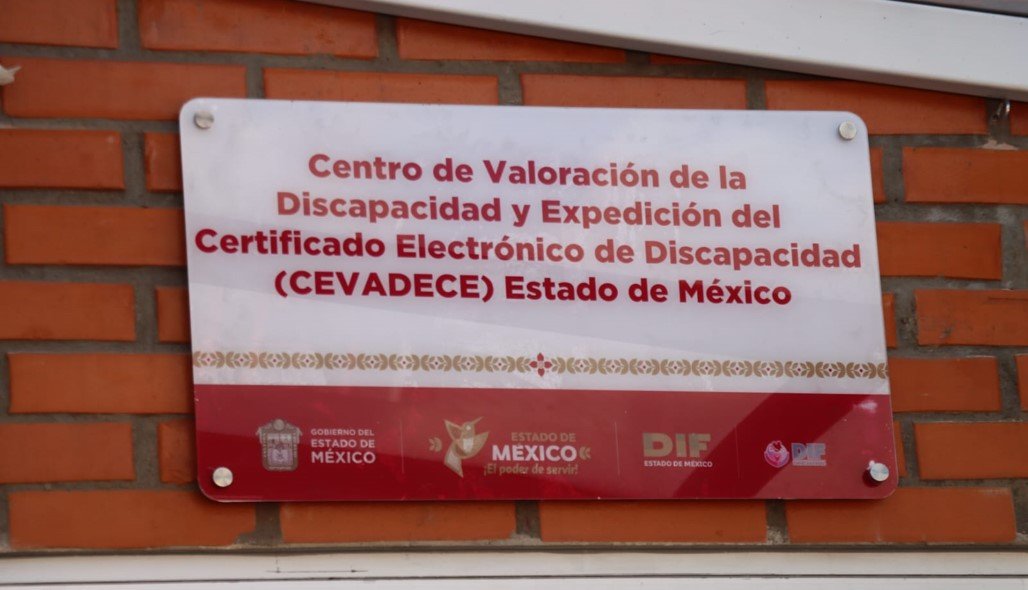 Centro de Valoración de la
Discapacidad y Expedición del
Certificado Electrónico de Discapacidad
(CEVADECE) Estado de México
GOBIERNO DEL
ESTADO DE
MÉXICO
ESTADO DE
MÉXICO
¡El poder de servir!
DIF
ESTADO DE MÉXICO
DIF